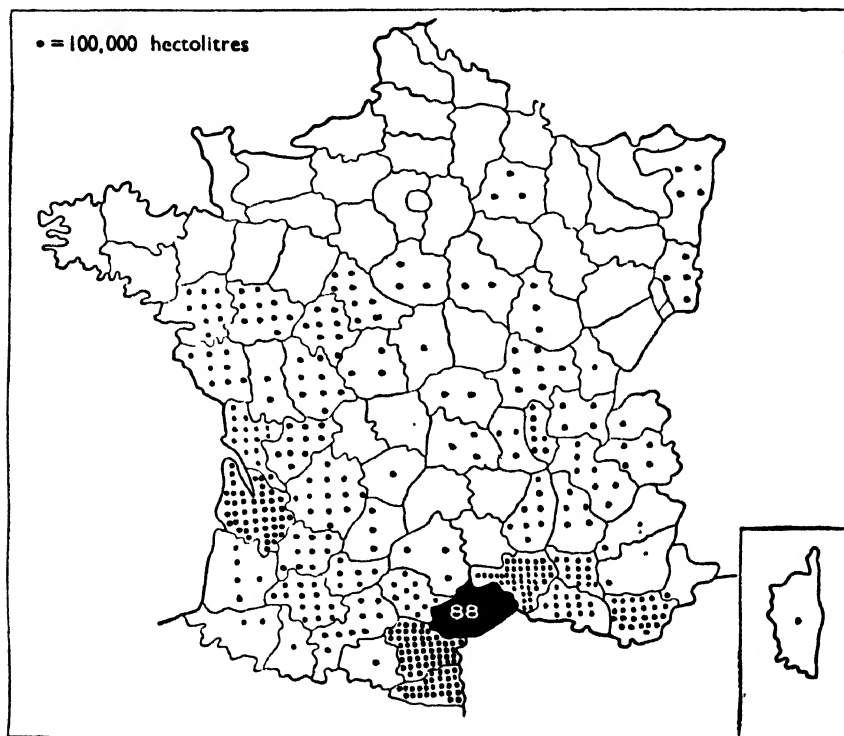 • = 100,000 hectolitres
88